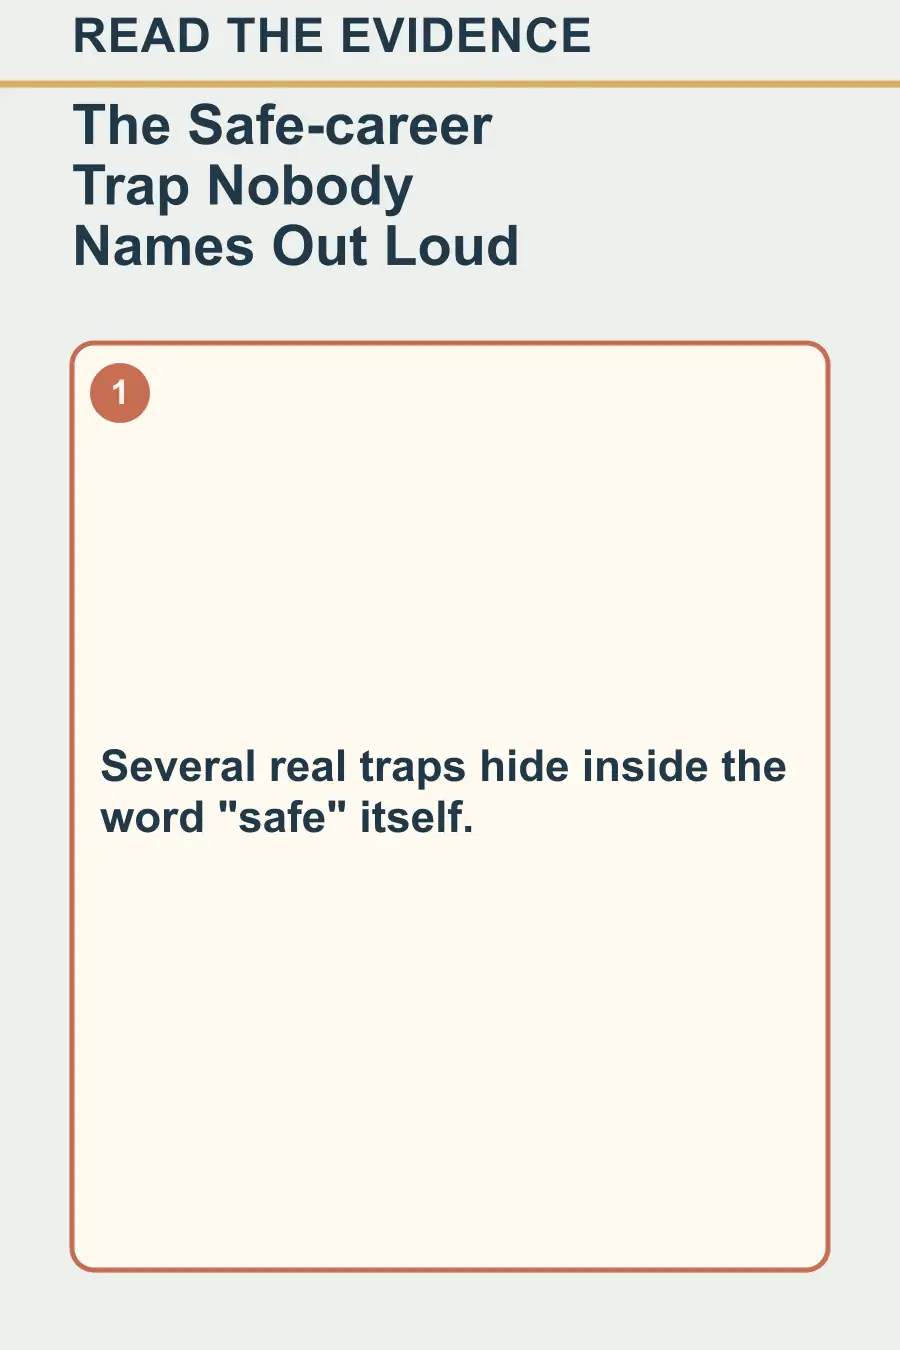 READ THE EVIDENCE
The Safe-career
Trap Nobody
Names Out Loud
1
Several real traps hide inside the
word "safe" itself.